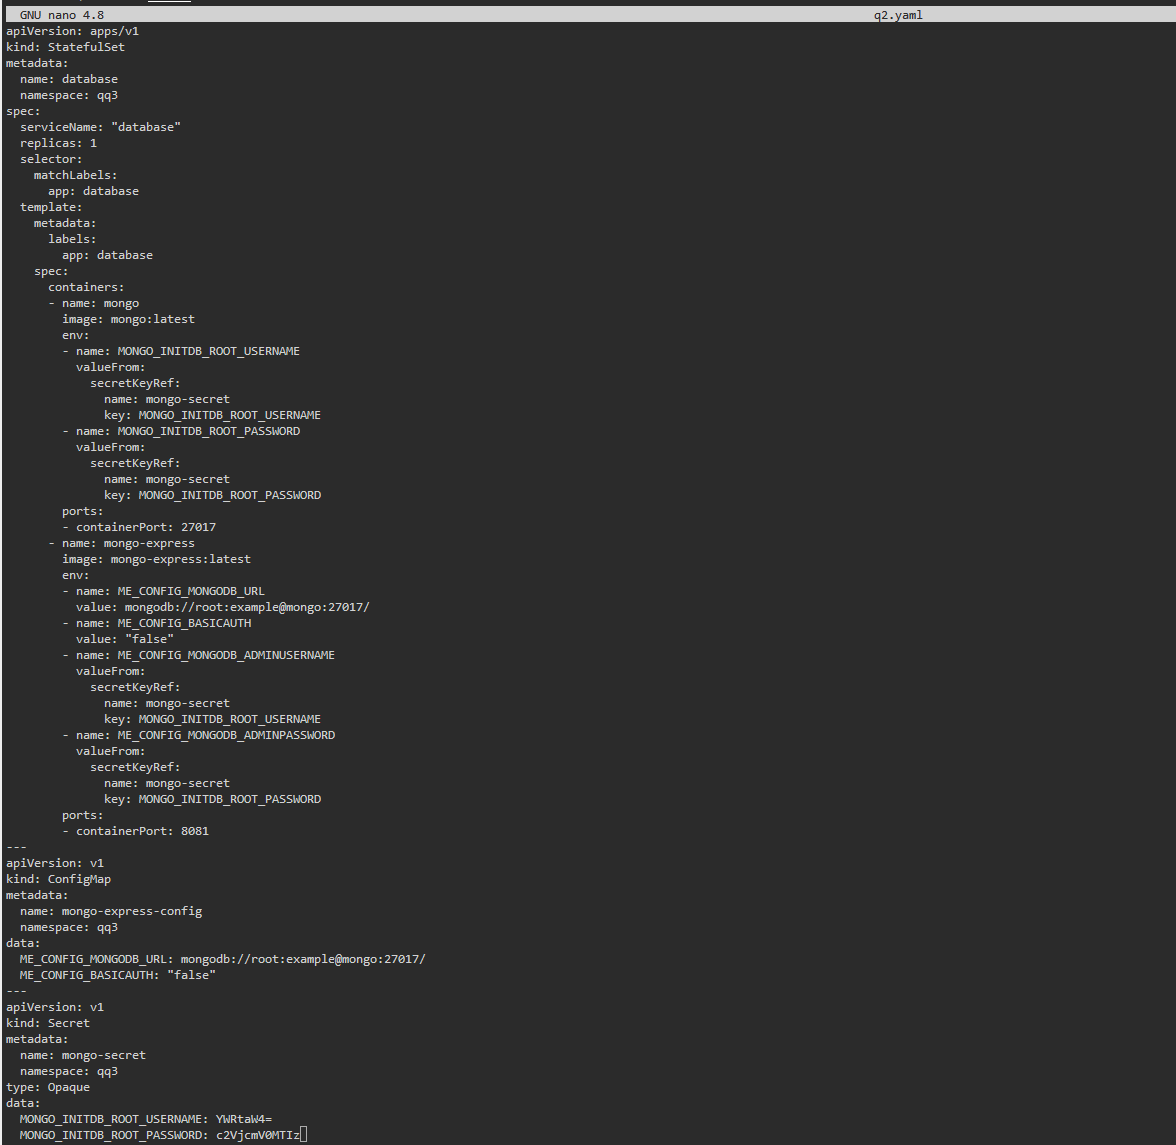 GNU nano 4.8 q2.yaml
apiVersion: apps/v1
kind: StatefulSet
metadata:
  name: database
  namespace: qq3
spec:
  serviceName: "database"
  replicas: 1
  selector:
    matchLabels:
      app: database
  template:
    metadata:
      labels:
        app: database
    spec:
      containers:
      - name: mongo
        image: mongo:latest
        env:
        - name: MONGO_INITDB_ROOT_USERNAME
          valueFrom:
            secretKeyRef:
              name: mongo-secret
              key: MONGO_INITDB_ROOT_USERNAME
        - name: MONGO_INITDB_ROOT_PASSWORD
          valueFrom:
            secretKeyRef:
              name: mongo-secret
              key: MONGO_INITDB_ROOT_PASSWORD
        ports:
        - containerPort: 27017
      - name: mongo-express
        image: mongo-express:latest
        env:
        - name: ME_CONFIG_MONGODB_URL
          value: mongodb://root:example@mongo:27017/
        - name: ME_CONFIG_BASICAUTH
          value: "false"
        - name: ME_CONFIG_MONGODB_ADMINUSERNAME
          valueFrom:
            secretKeyRef:
              name: mongo-secret
              key: MONGO_INITDB_ROOT_USERNAME
        - name: ME_CONFIG_MONGODB_ADMINPASSWORD
          valueFrom:
            secretKeyRef:
              name: mongo-secret
              key: MONGO_INITDB_ROOT_PASSWORD
        ports:
        - containerPort: 8081
---
apiVersion: v1
kind: ConfigMap
metadata:
  name: mongo-express-config
  namespace: qq3
data:
  ME_CONFIG_MONGODB_URL: mongodb://root:example@mongo:27017/
  ME_CONFIG_BASICAUTH: "false"
---
apiVersion: v1
kind: Secret
metadata:
  name: mongo-secret
  namespace: qq3
type: Opaque
data:
  MONGO_INITDB_ROOT_USERNAME: YWRtaW4=
  MONGO_INITDB_ROOT_PASSWORD: c2VjcmV0MTIz